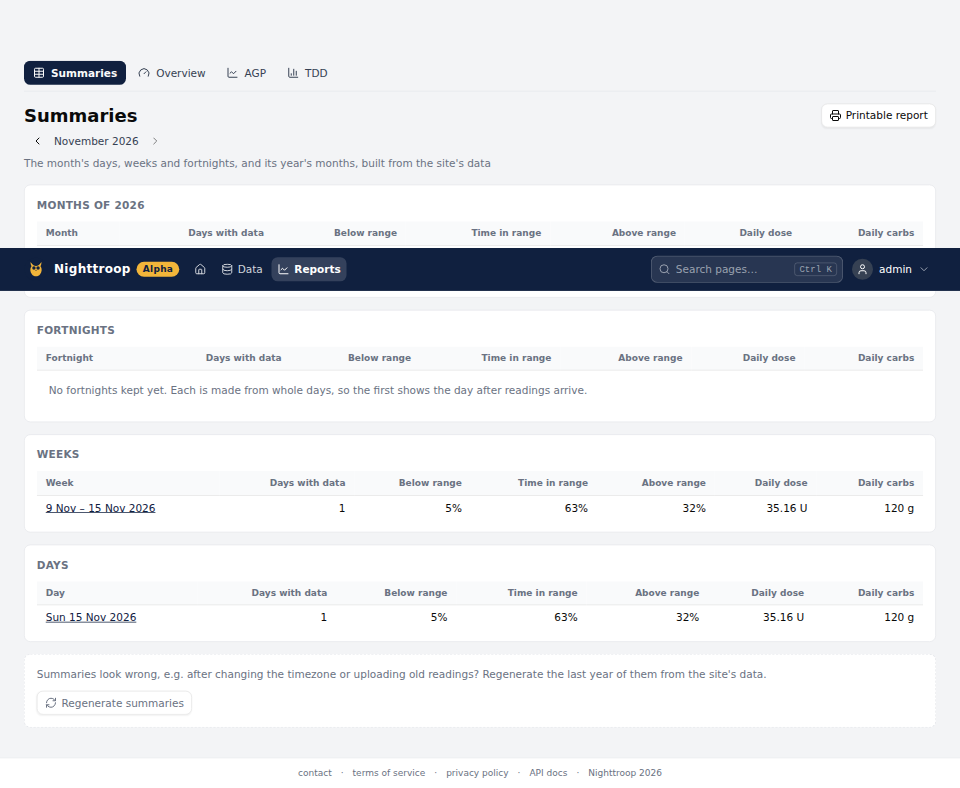 Summaries Overview AGP TDD
Summaries
Printable report
November 2026
The month's days, weeks and fortnights, and its year's months, built from the site's data
MONTHS OF 2026
Month Days with data Below range Time in range Above range Daily dose Daily carbs
Nighttroop Alpha Data Reports Search pages... Ctrl K admin
FORTNIGHTS
Fortnight Days with data Below range Time in range Above range Daily dose Daily carbs
No fortnights kept yet. Each is made from whole days, so the first shows the day after readings arrive.
WEEKS
Week Days with data Below range Time in range Above range Daily dose Daily carbs
9 Nov – 15 Nov 2026 1 5% 63% 32% 35.16 U 120 g
DAYS
Day Days with data Below range Time in range Above range Daily dose Daily carbs
Sun 15 Nov 2026 1 5% 63% 32% 35.16 U 120 g
Summaries look wrong, e.g. after changing the timezone or uploading old readings? Regenerate the last year of them from the site's data.
Regenerate summaries
contact · terms of service · privacy policy · API docs · Nighttroop 2026